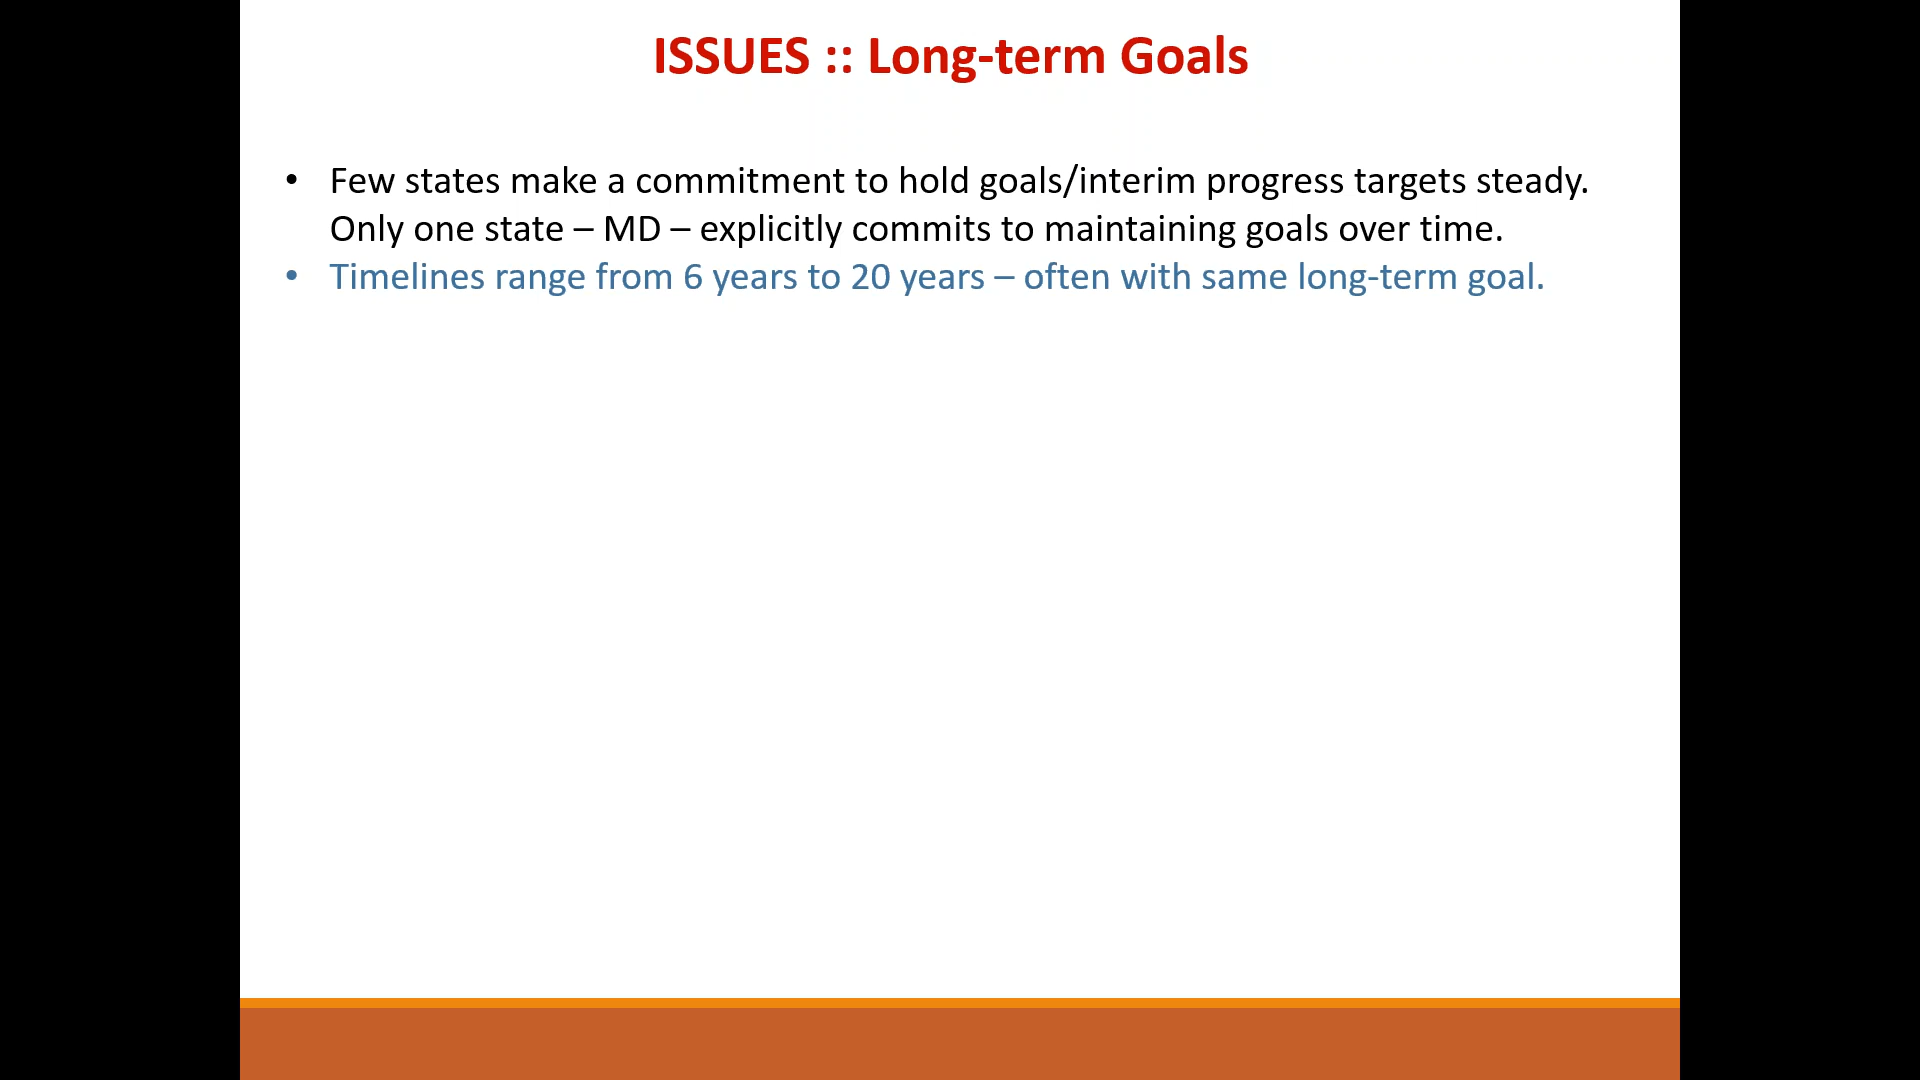 ISSUES :: Long-term Goals
• Few states make a commitment to hold goals/interim progress targets steady.
Only one state – MD – explicitly commits to maintaining goals over time.
• Timelines range from 6 years to 20 years – often with same long-term goal.